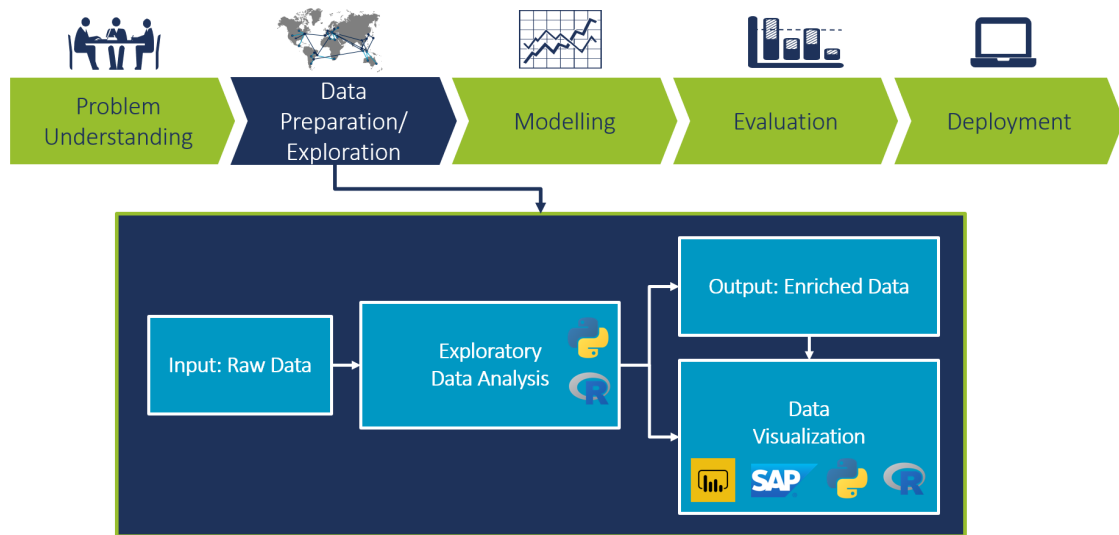 Problem
Understanding
Data
Preparation/
Exploration
Modelling
Evaluation
Deployment
Input: Raw Data
Exploratory
Data Analysis
R
Output: Enriched Data
Data
Visualization
SAP
R